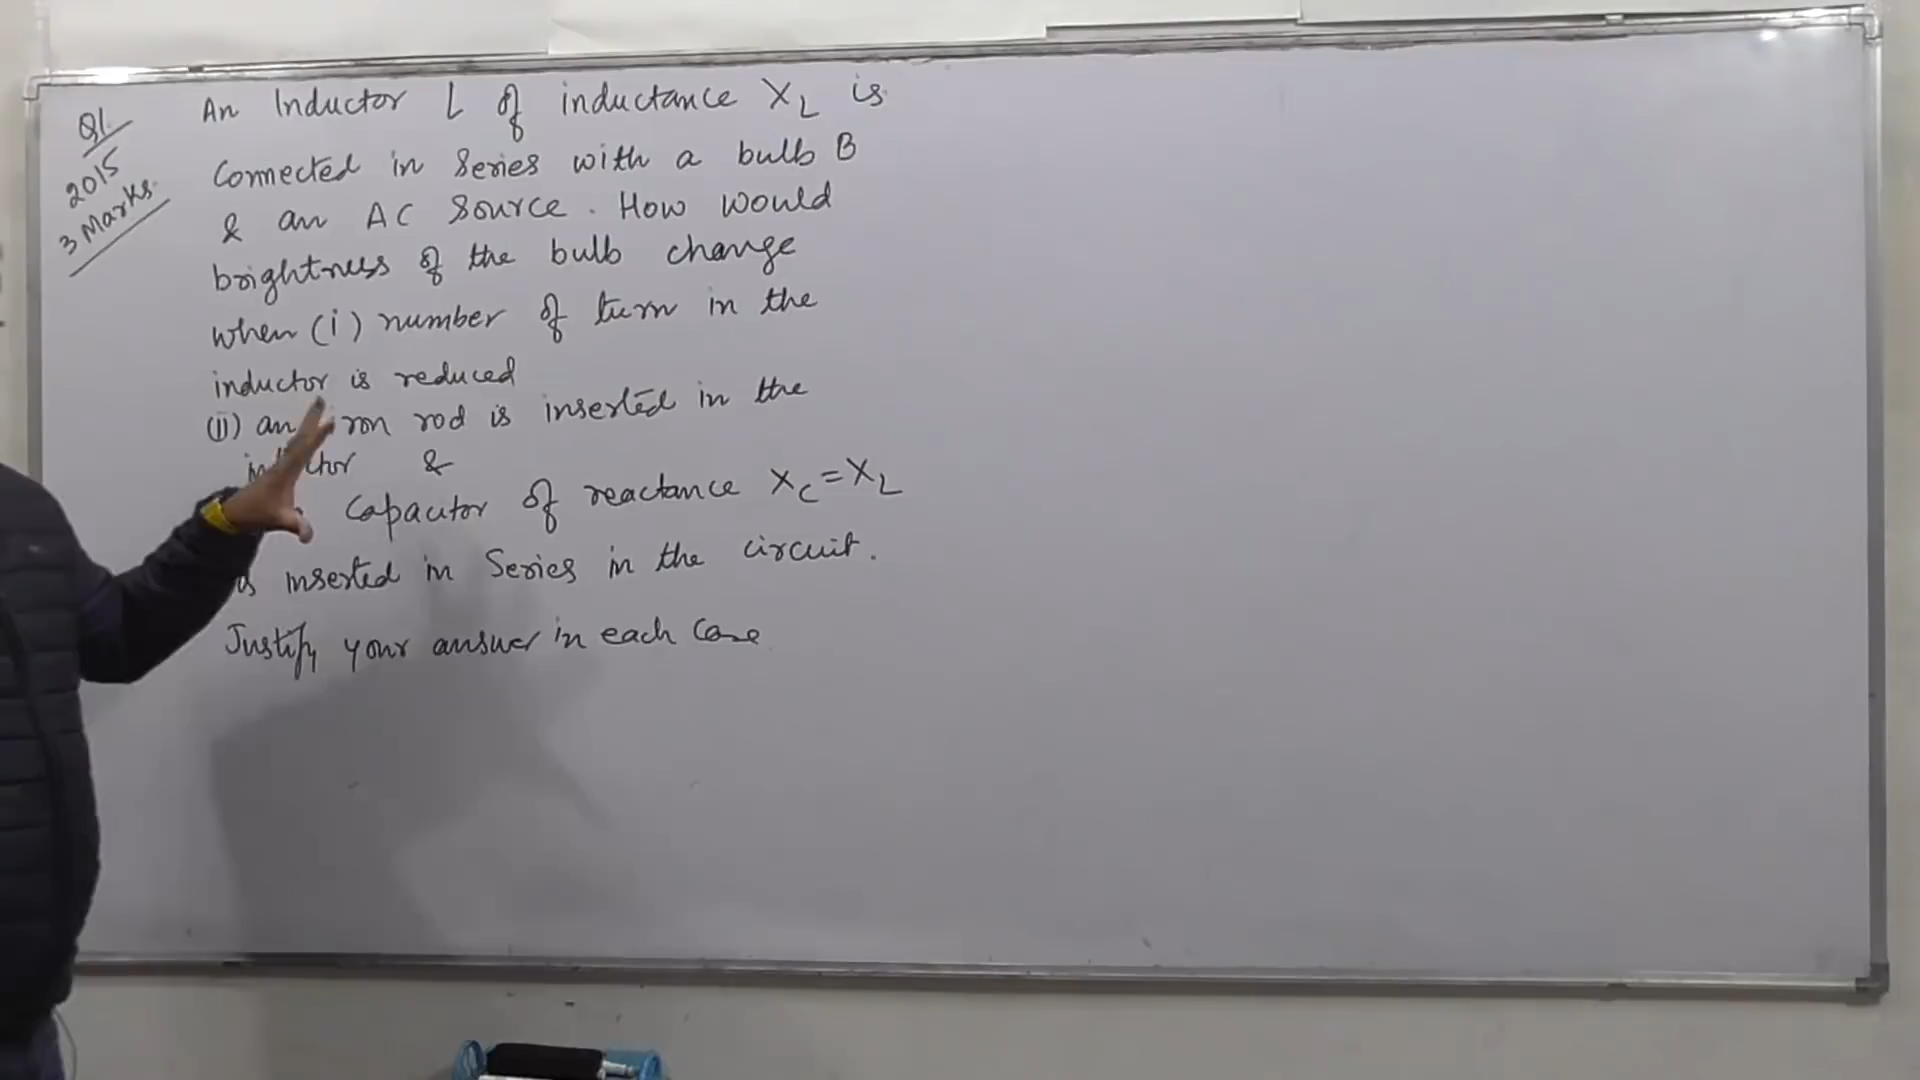 Q1.
2015
3 Marks.
An Inductor L of inductance XL is
Connected in Series with a bulb B
& an AC Source. How would
brightness of the bulb change
when (i) number of turn in the
inductor is reduced
(ii) an iron rod is inserted in the
&
Capacitor of reactance XC = XL
is inserted in Series in the circuit.
Justify your answer in each Case